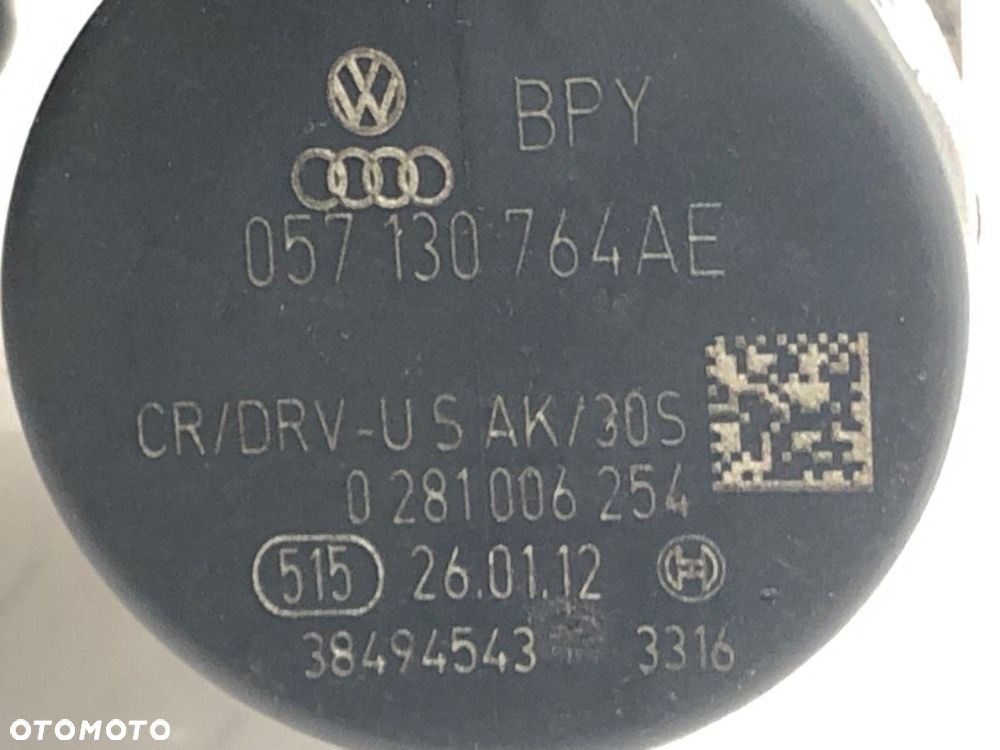 BPY
057 130 764AE
CR/DRV-U S AK/30S
0 281 006 254
515 26.01.12
38494543 3316
OTOMOTO